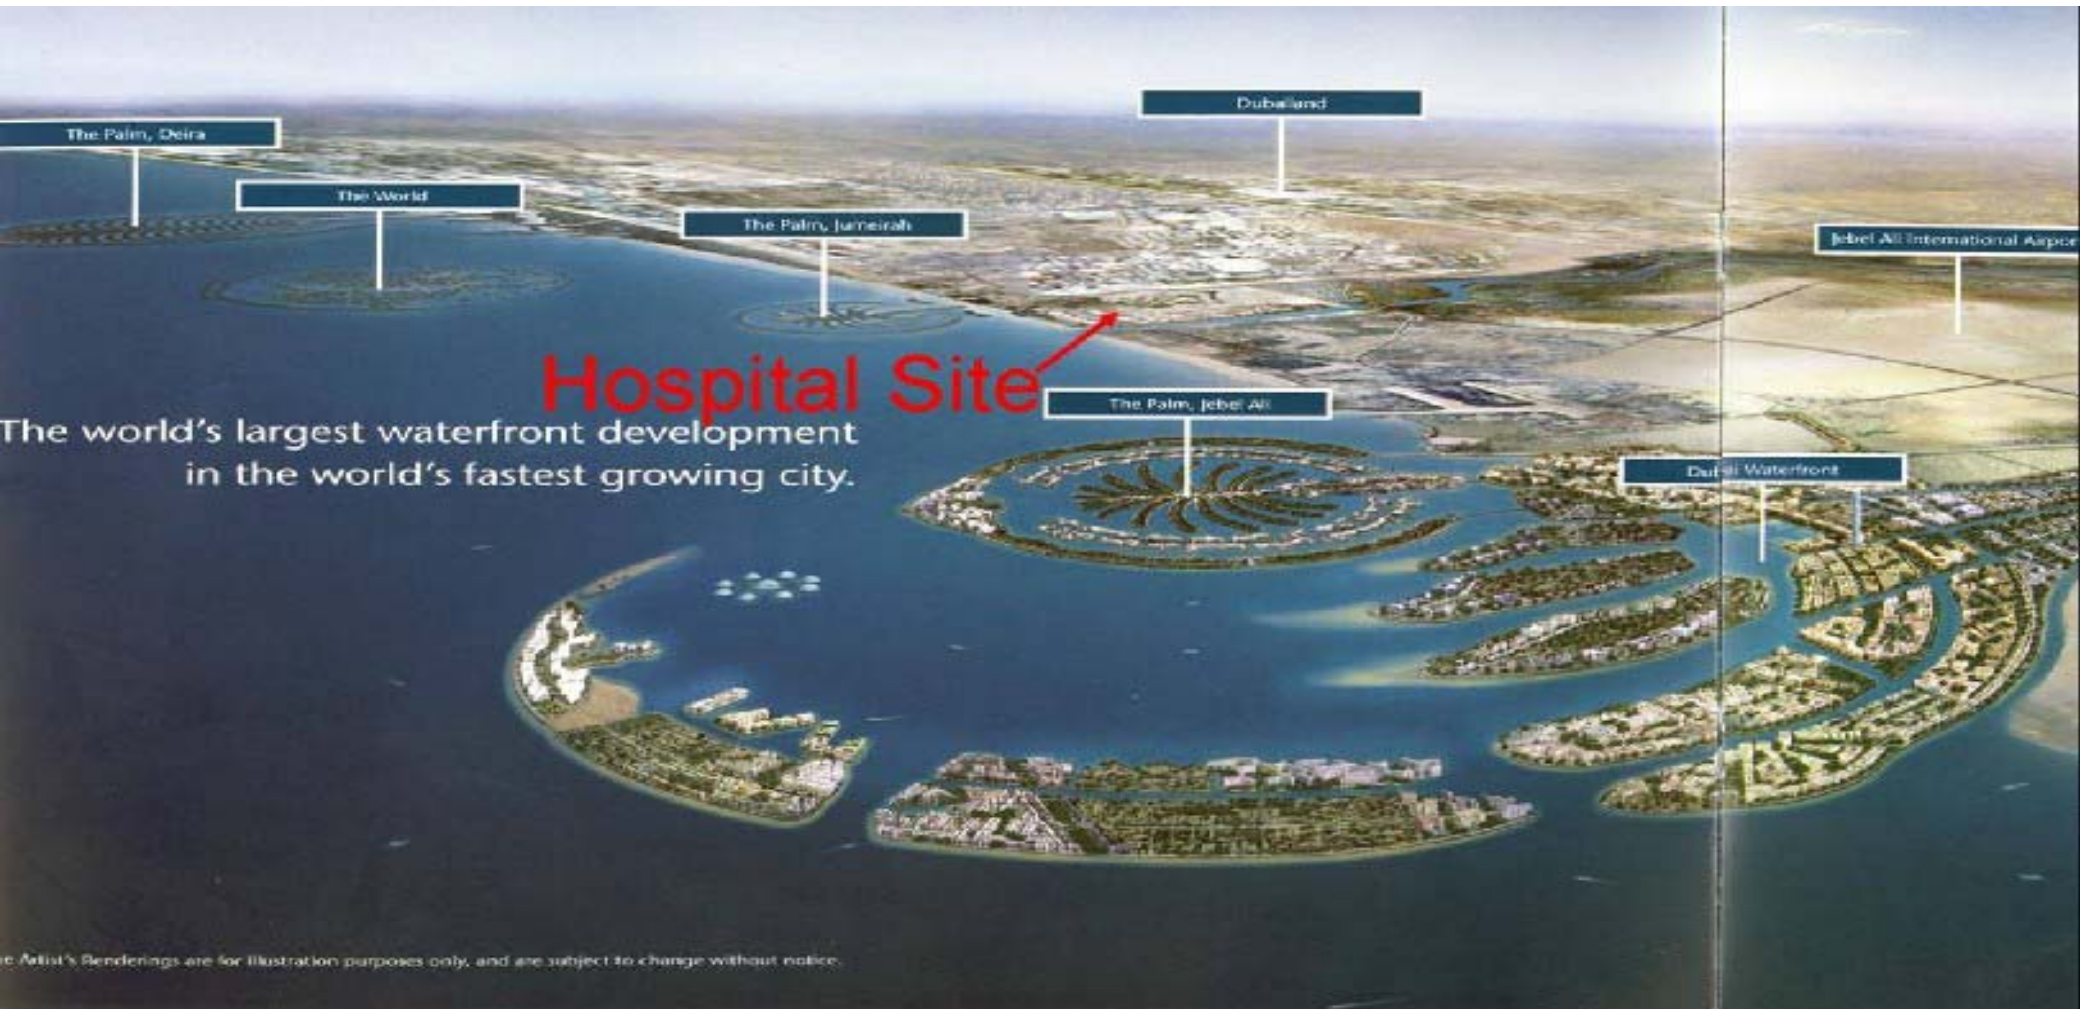 Dubailand
The Palm, Deira
The World
The Palm, Jumeirah
Jebel Ali International Airpor
Hospital Site
The Palm, Jebel Ali
The world's largest waterfront development
in the world's fastest growing city.
Dubai Waterfront
e Artist's Renderings are for illustration purposes only, and are subject to change without notice.